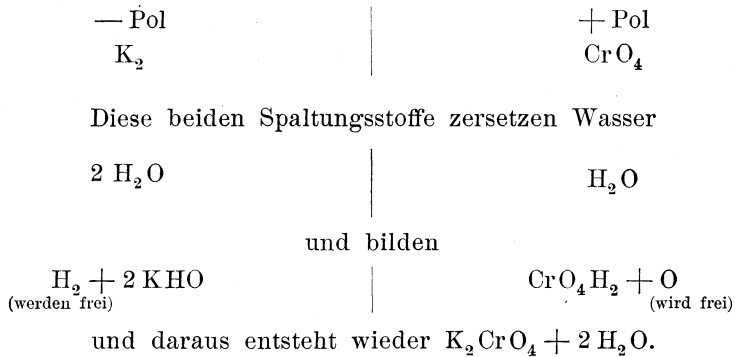 — Pol + Pol
K₂ CrO₄
Diese beiden Spaltungsstoffe zersetzen Wasser
2 H₂O H₂O
und bilden
H₂ + 2 KHO CrO₄H₂ + O
(werden frei) (wird frei)
und daraus entsteht wieder K₂CrO₄ + 2 H₂O.